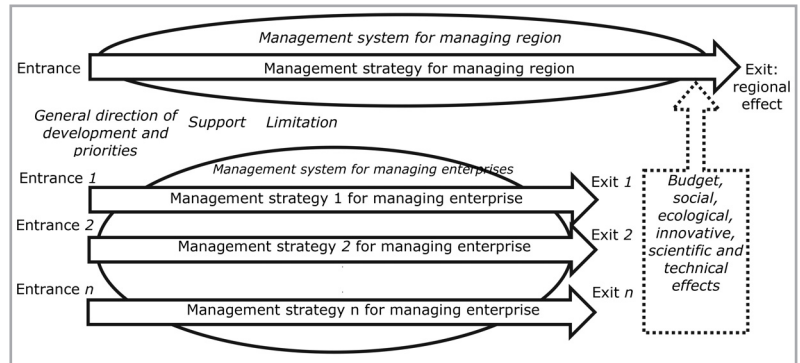 Management system for managing region
Entrance
Management strategy for managing region
Exit:
regional
effect
General direction of
development and
priorities
Support
Limitation
Management system for managing enterprises
Entrance 1
Management strategy 1 for managing enterprise
Exit 1
Entrance 2
Management strategy 2 for managing enterprise
Exit 2
Entrance n
Management strategy n for managing enterprise
Exit n
Budget,
social,
ecological,
innovative,
scientific and
technical
effects